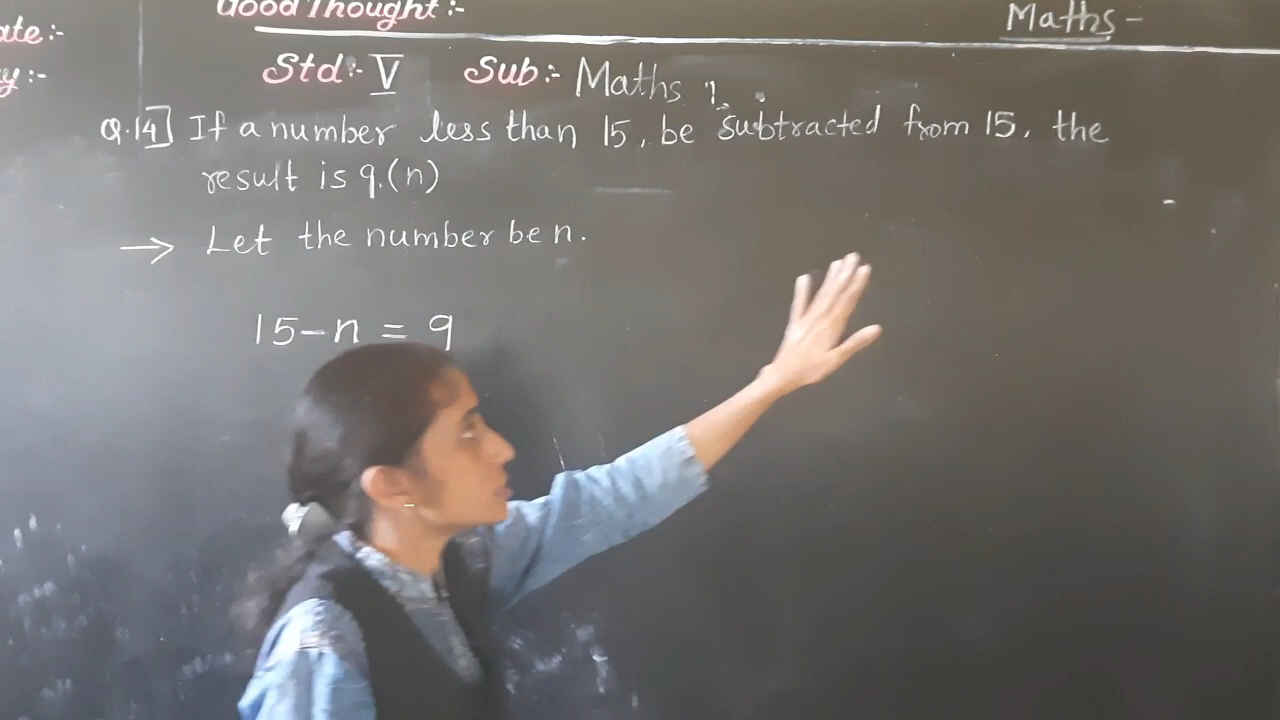 Good Thought :-
Maths -
ate:-
y:-
Std:- V Sub:- Maths
Q.14] If a number less than 15, be subtracted from 15, the
result is 9.(n)
→ Let the number be n.
15-n = 9